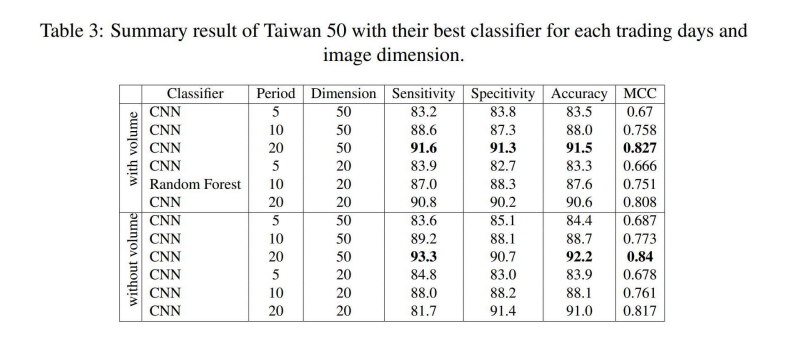 Table 3: Summary result of Taiwan 50 with their best classifier for each trading days and
image dimension.
Classifier Period Dimension Sensitivity Specitivity Accuracy MCC
with volume
CNN 5 50 83.2 83.8 83.5 0.67
CNN 10 50 88.6 87.3 88.0 0.758
CNN 20 50 91.6 91.3 91.5 0.827
CNN 5 20 83.9 82.7 83.3 0.666
Random Forest 10 20 87.0 88.3 87.6 0.751
CNN 20 20 90.8 90.2 90.6 0.808
without volume
CNN 5 50 83.6 85.1 84.4 0.687
CNN 10 50 89.2 88.1 88.7 0.773
CNN 20 50 93.3 90.7 92.2 0.84
CNN 5 20 84.8 83.0 83.9 0.678
CNN 10 20 88.0 88.2 88.1 0.761
CNN 20 20 81.7 91.4 91.0 0.817